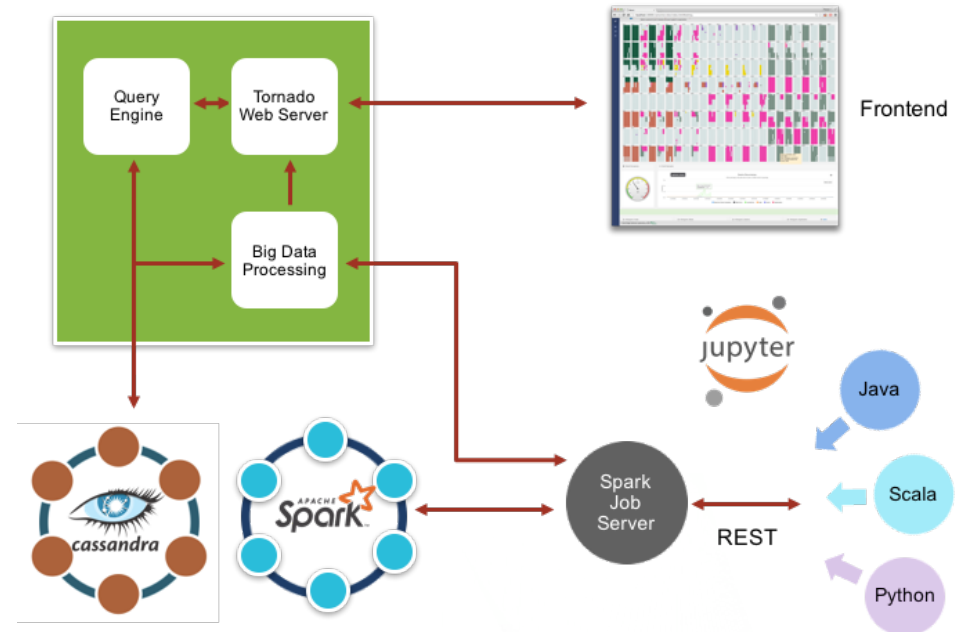 Query
Engine
Tornado
Web Server
Frontend
Big Data
Processing
jupyter
Java
cassandra
APACHE
Spark
Spark
Job
Server
REST
Scala
Python